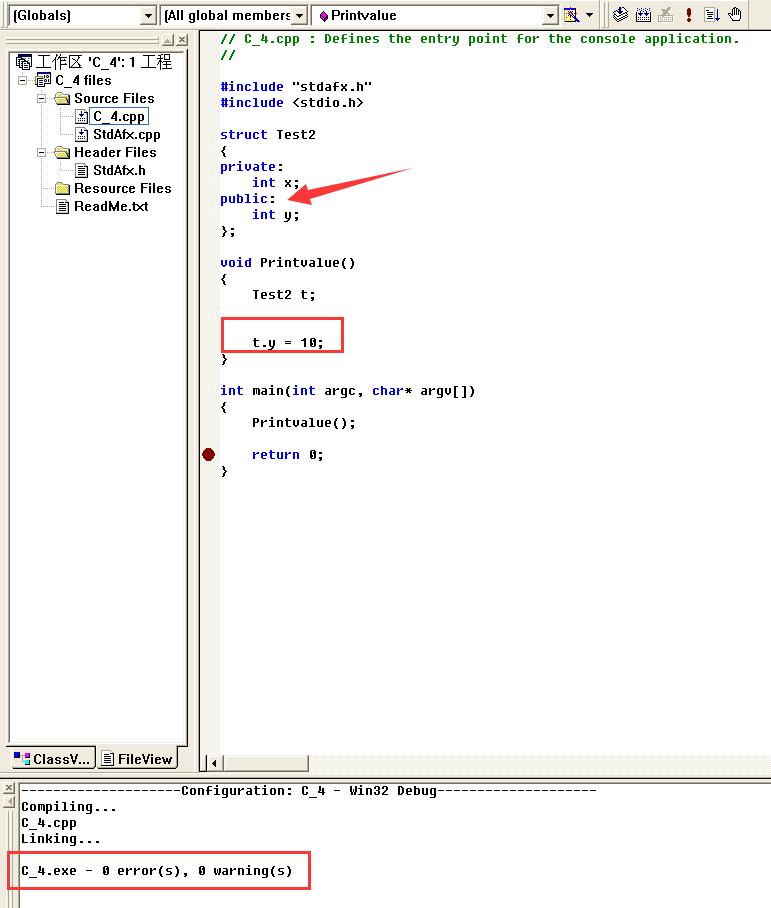 (Globals) (All global members Printvalue
工作区 'C_4': 1 工程
C_4 files
Source Files
C_4.cpp
StdAfx.cpp
Header Files
StdAfx.h
Resource Files
ReadMe.txt
ClassV... FileView
// C_4.cpp : Defines the entry point for the console application.
//
#include "stdafx.h"
#include <stdio.h>
struct Test2
{
private:
int x;
public:
int y;
};
void Printvalue()
{
Test2 t;
t.y = 10;
}
int main(int argc, char* argv[])
{
Printvalue();
return 0;
}
--------------------Configuration: C_4 - Win32 Debug--------------------
Compiling...
C_4.cpp
Linking...
C_4.exe - 0 error(s), 0 warning(s)